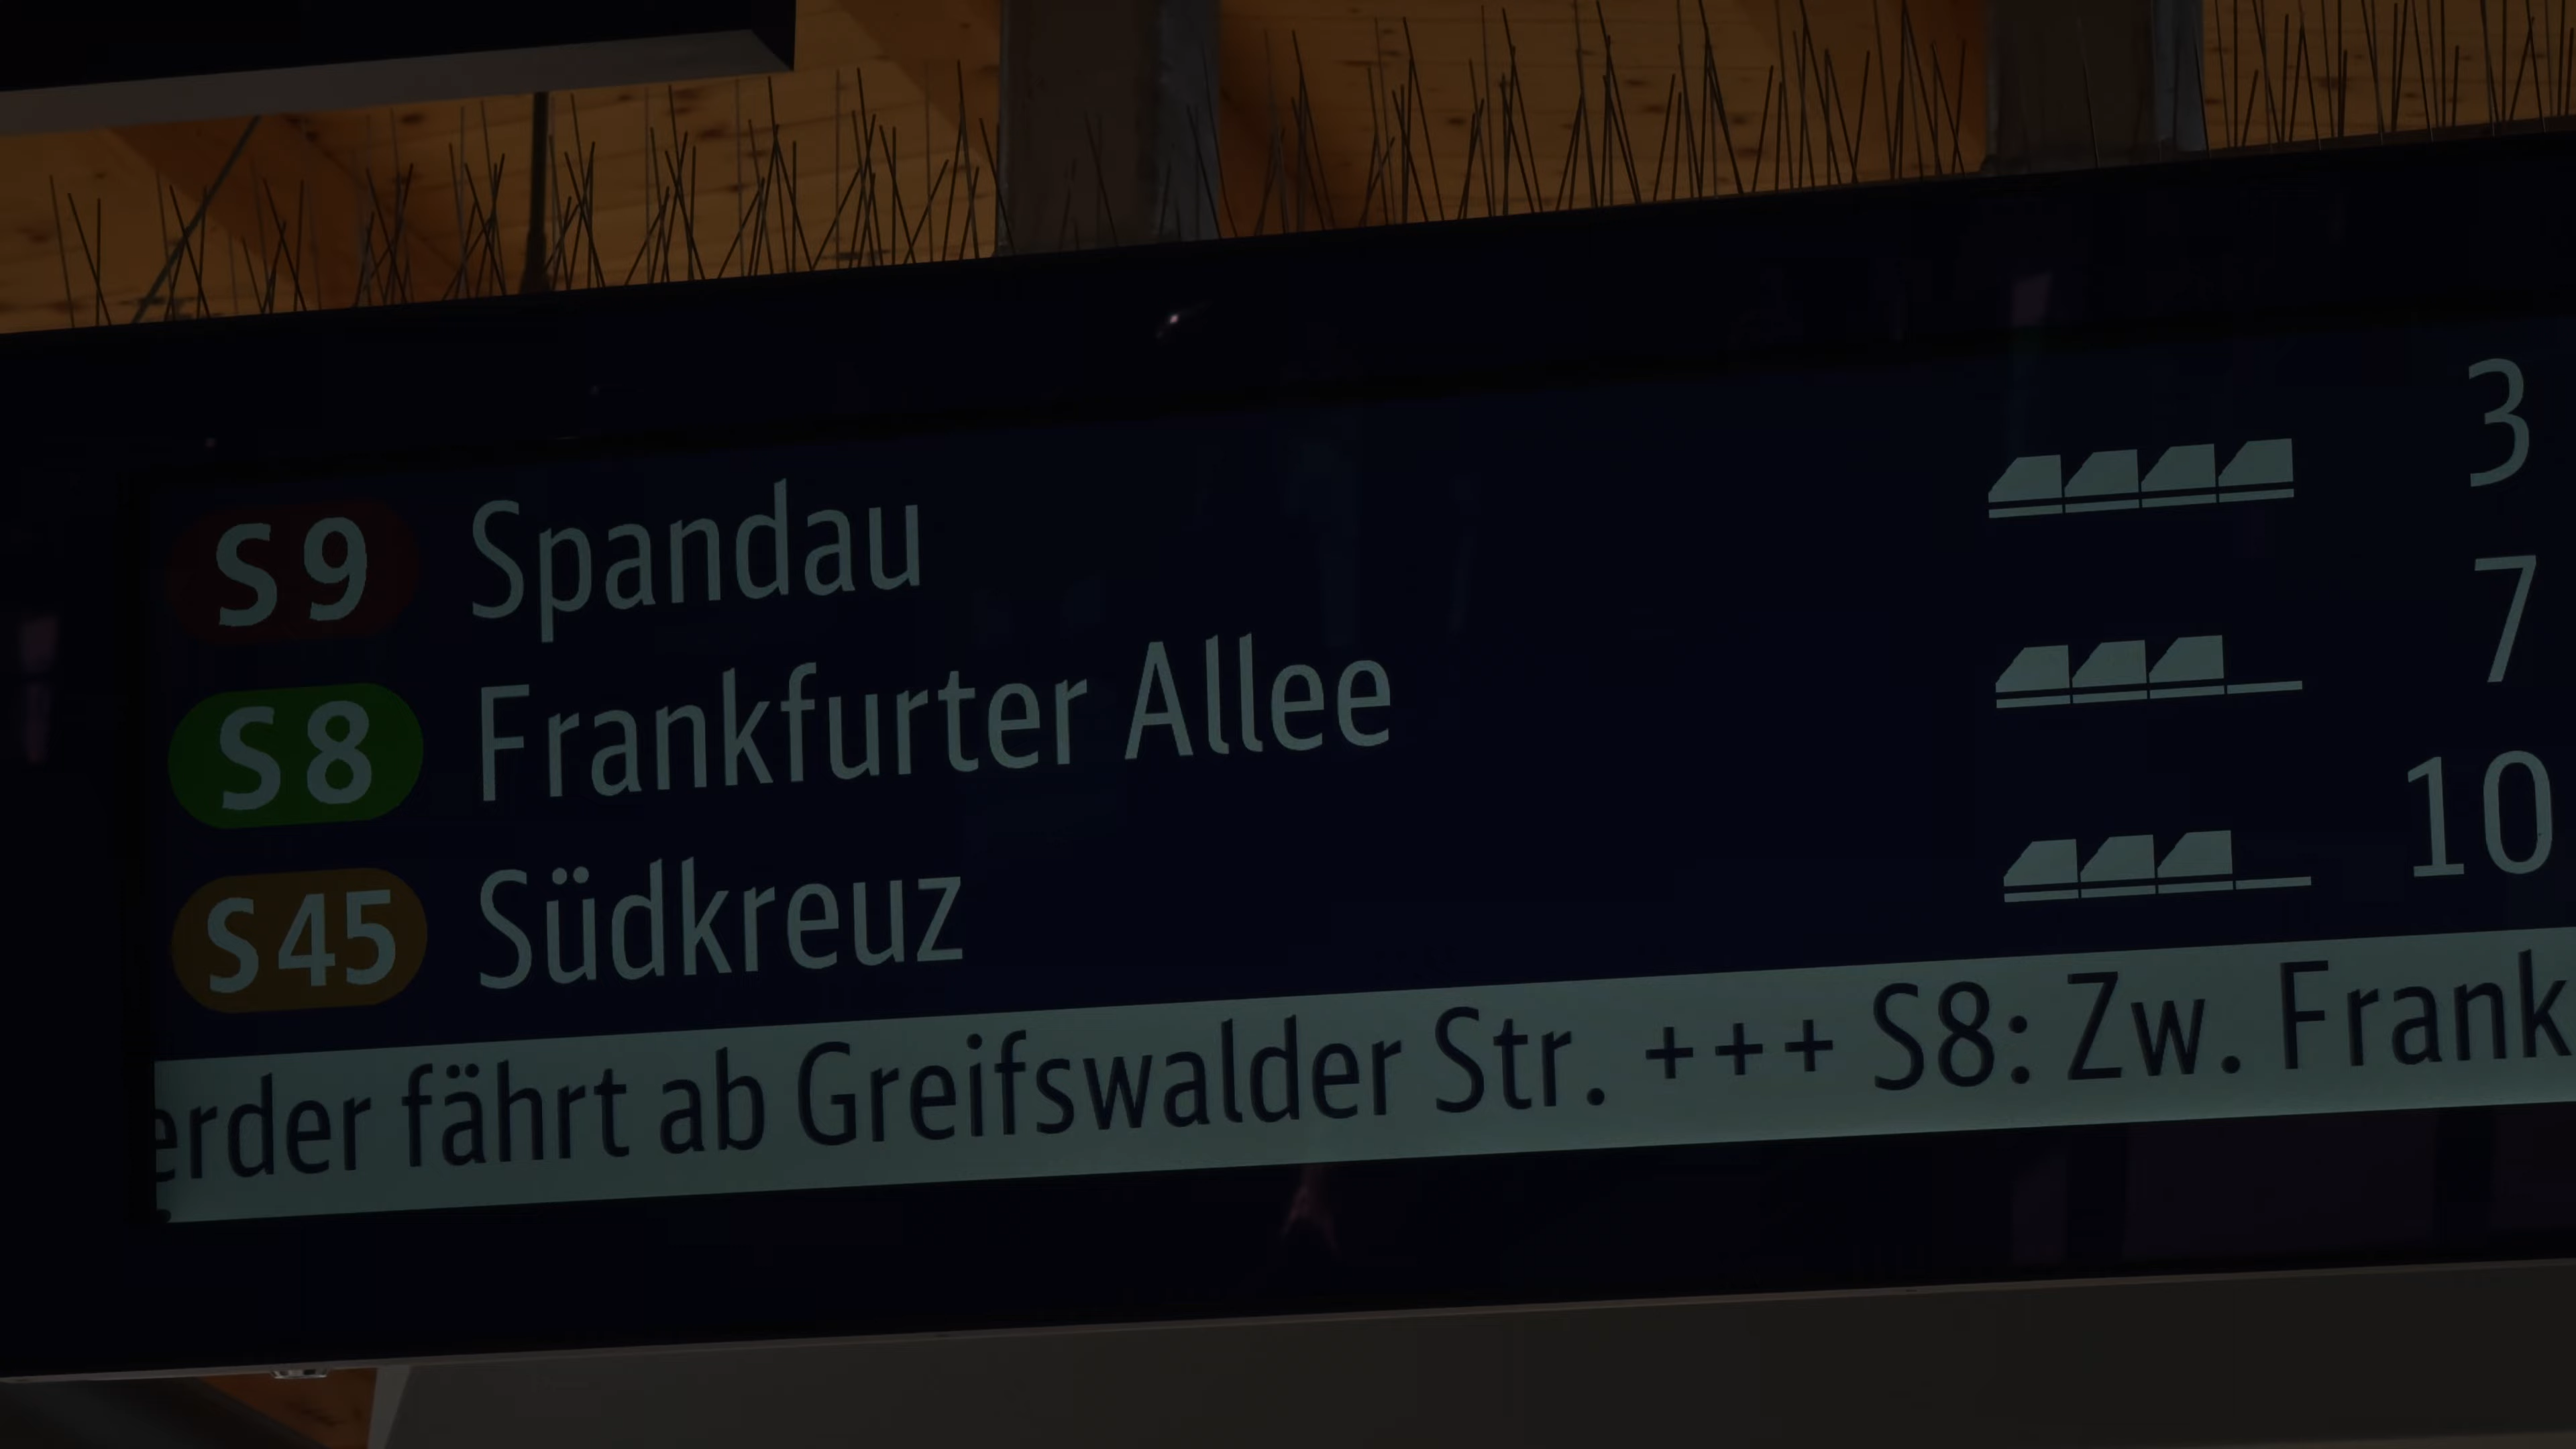 S9 Spandau 3
S8 Frankfurter Allee 7
S45 Südkreuz 10
erder fährt ab Greifswalder Str. +++ S8: Zw. Frank